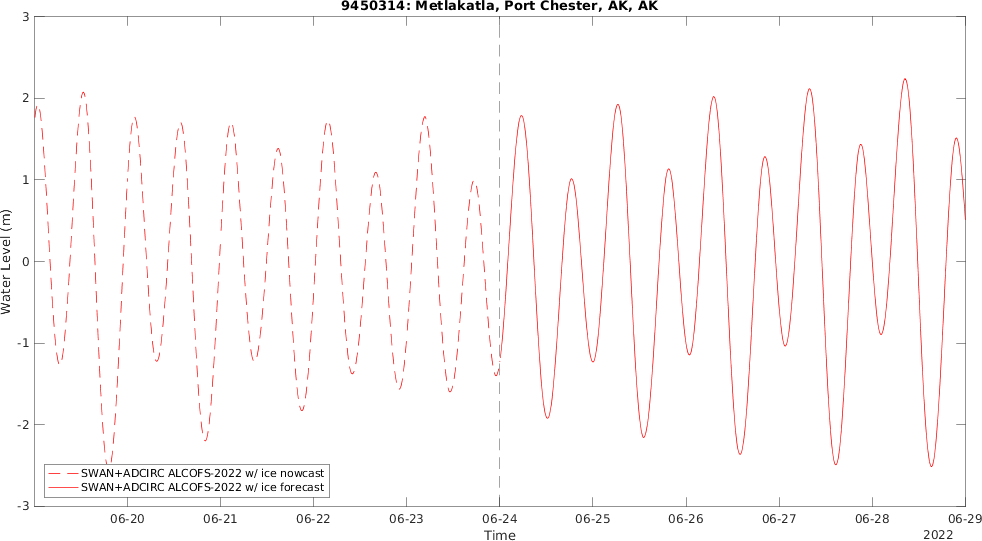 9450314: Metlakatla, Port Chester, AK, AK
3
2
1
0
-1
-2
-3
Water Level (m)
SWAN+ADCIRC ALCOFS-2022 w/ ice nowcast
SWAN+ADCIRC ALCOFS-2022 w/ ice forecast
06-20 06-21 06-22 06-23 06-24 06-25 06-26 06-27 06-28 06-29
Time
2022